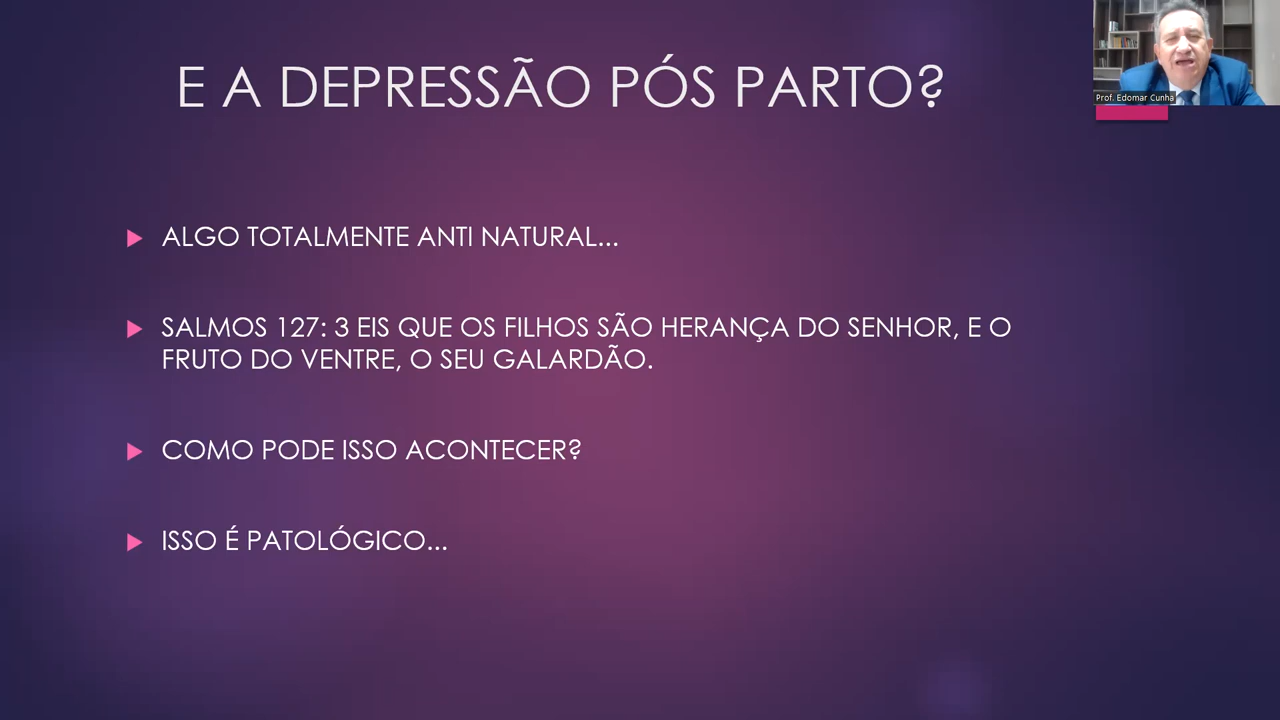 E A DEPRESSÃO PÓS PARTO?
Prof. Edomar Cunha
ALGO TOTALMENTE ANTI NATURAL...
SALMOS 127: 3 EIS QUE OS FILHOS SÃO HERANÇA DO SENHOR, E O
FRUTO DO VENTRE, O SEU GALARDÃO.
COMO PODE ISSO ACONTECER?
ISSO É PATOLÓGICO...